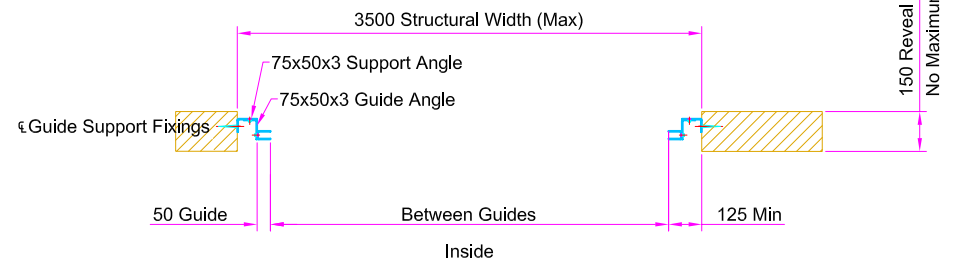 3500 Structural Width (Max)
75x50x3 Support Angle
75x50x3 Guide Angle
℄Guide Support Fixings
50 Guide
Between Guides
125 Min
Inside
150 Reveal
No Maximum